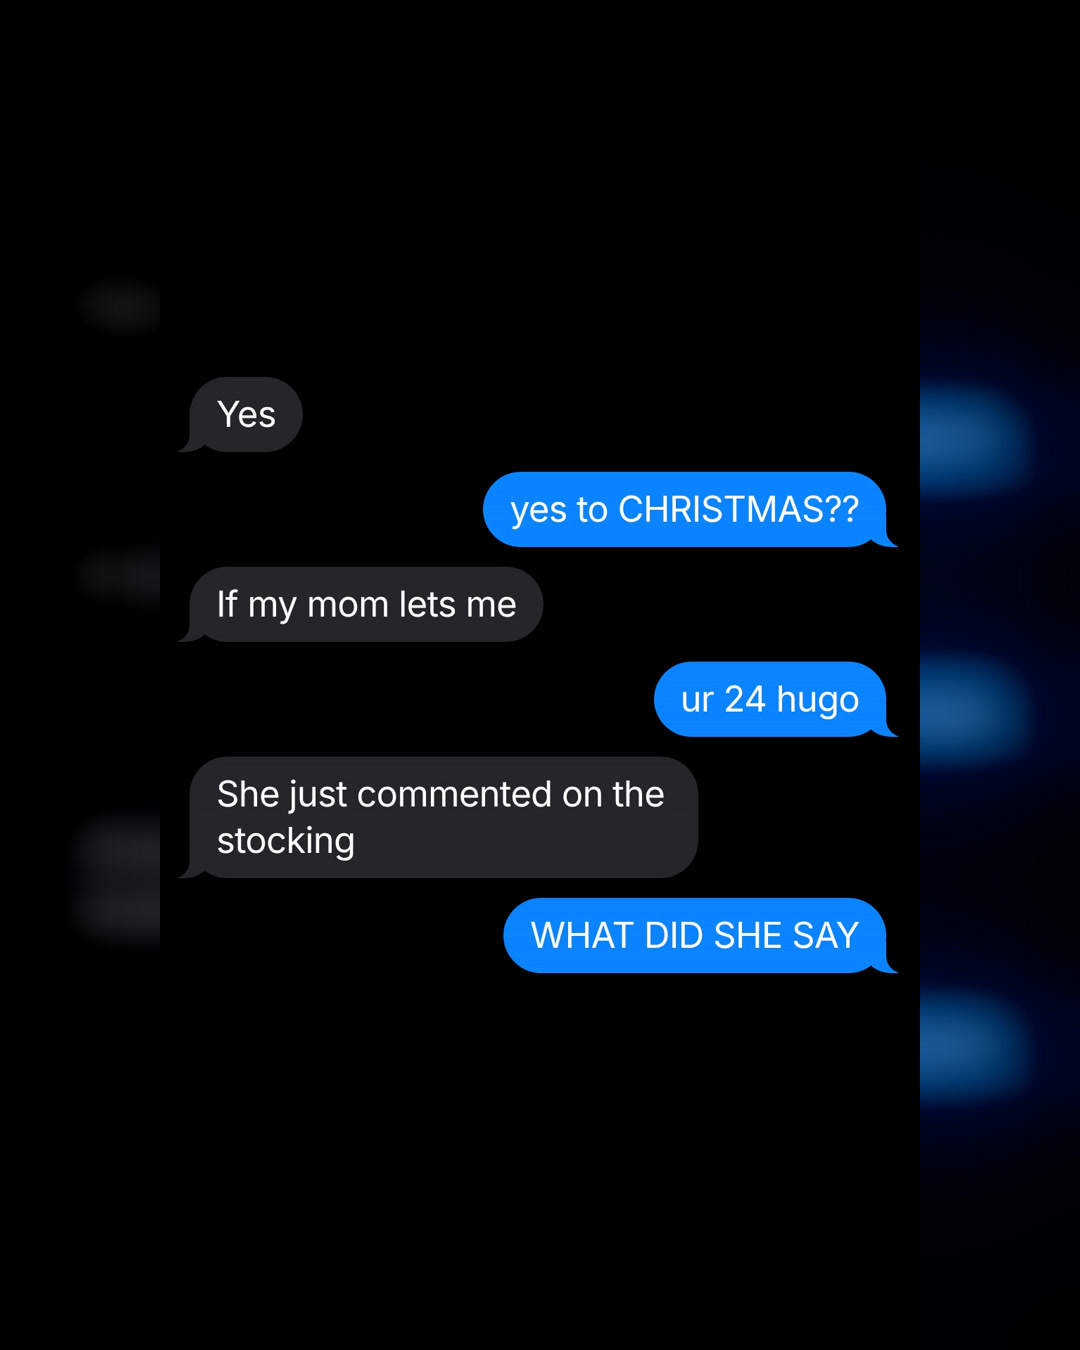 Yes
yes to CHRISTMAS??
If my mom lets me
ur 24 hugo
She just commented on the
stocking
WHAT DID SHE SAY